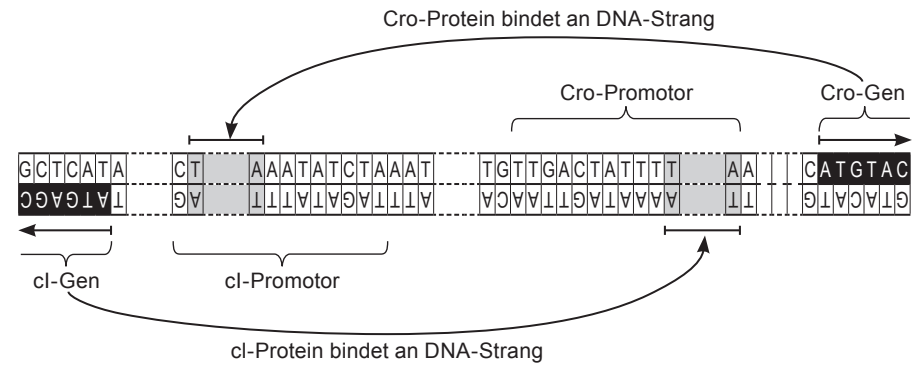 Cro-Protein bindet an DNA-Strang
Cro-Promotor Cro-Gen
GCTCATA CT AAATATCTAAAT TGTTGACTATTTT AA CATGTAC
CGAGTAT GA TTTATAGATTTA ACAACTGATAAAA TT GTACATG
cI-Gen cI-Promotor
cI-Protein bindet an DNA-Strang